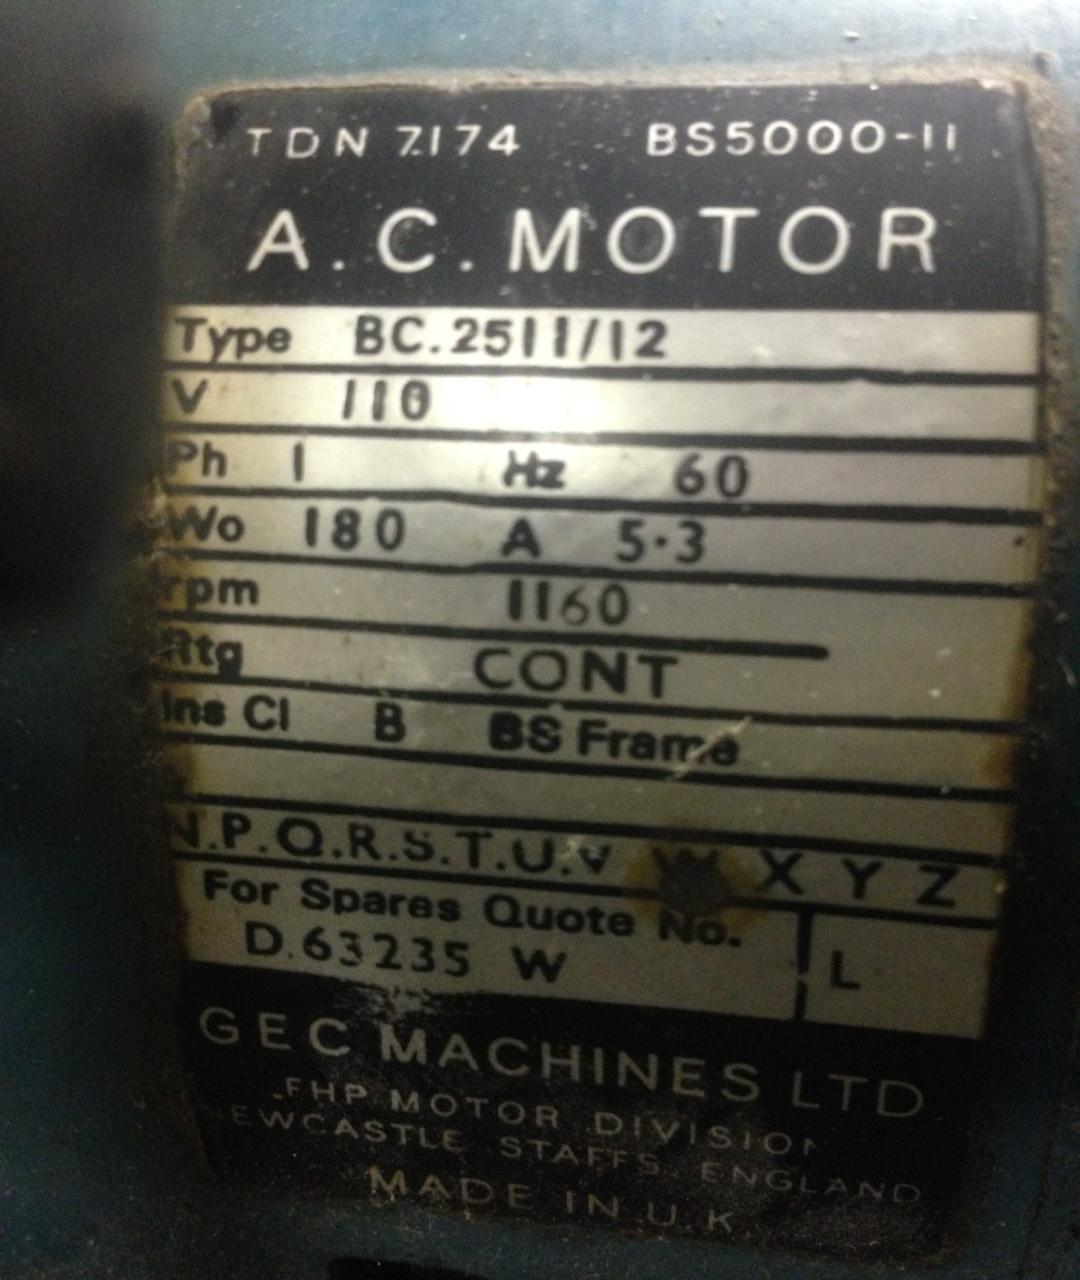 TDN 7174 BS5000-11
A.C. MOTOR
Type BC.2511/12
V 110
Ph 1 Hz 60
Wo 180 A 5·3
rpm 1160
Rtg CONT
Ins Cl B BS Frame
N.P.Q.R.S.T.U.V W X Y Z
For Spares Quote No.
D.63235 W L
GEC MACHINES LTD.
FHP MOTOR DIVISION
NEWCASTLE STAFFS. ENGLAND
MADE IN U.K